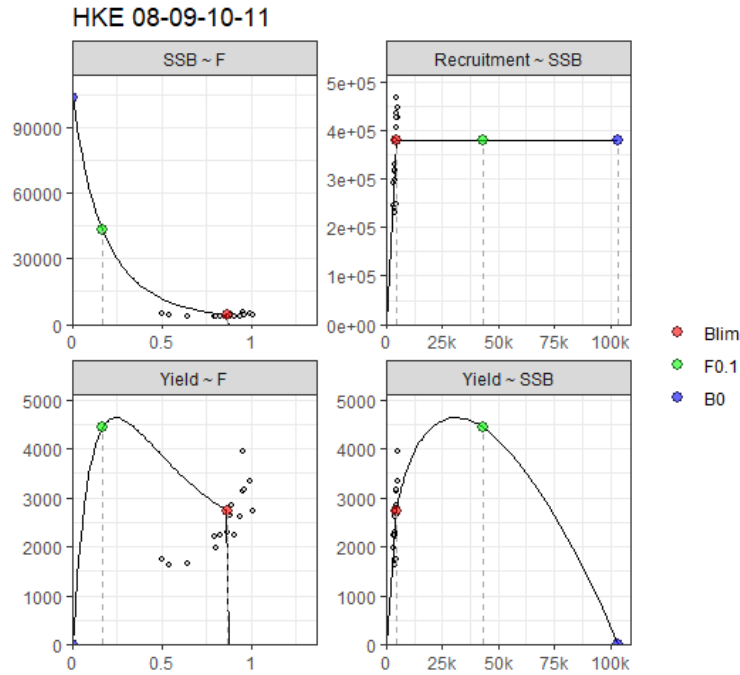 HKE 08-09-10-11
SSB ~ F
90000
60000
30000
0
0
0.5
1
Recruitment ~ SSB
5e+05
4e+05
3e+05
2e+05
1e+05
0e+00
0
25k
50k
75k
100k
Yield ~ F
5000
4000
3000
2000
1000
0
0
0.5
1
Yield ~ SSB
5000
4000
3000
2000
1000
0
0
25k
50k
75k
100k
Blim
F0.1
B0